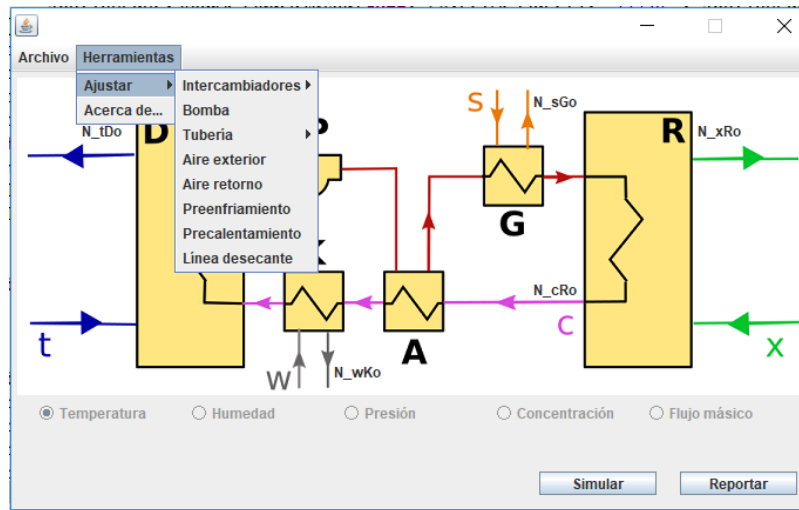 Archivo Herramientas
Ajustar
Acerca de...
Intercambiadores
Bomba
Tubería
Aire exterior
Aire retorno
Preenfriamiento
Precalentamiento
Línea desecante
N_tDo
D
S
N_sGo
R
N_xRo
G
N_cRo
t
A
C
x
W
N_wKo
Temperatura Humedad Presión Concentración Flujo másico
Simular Reportar